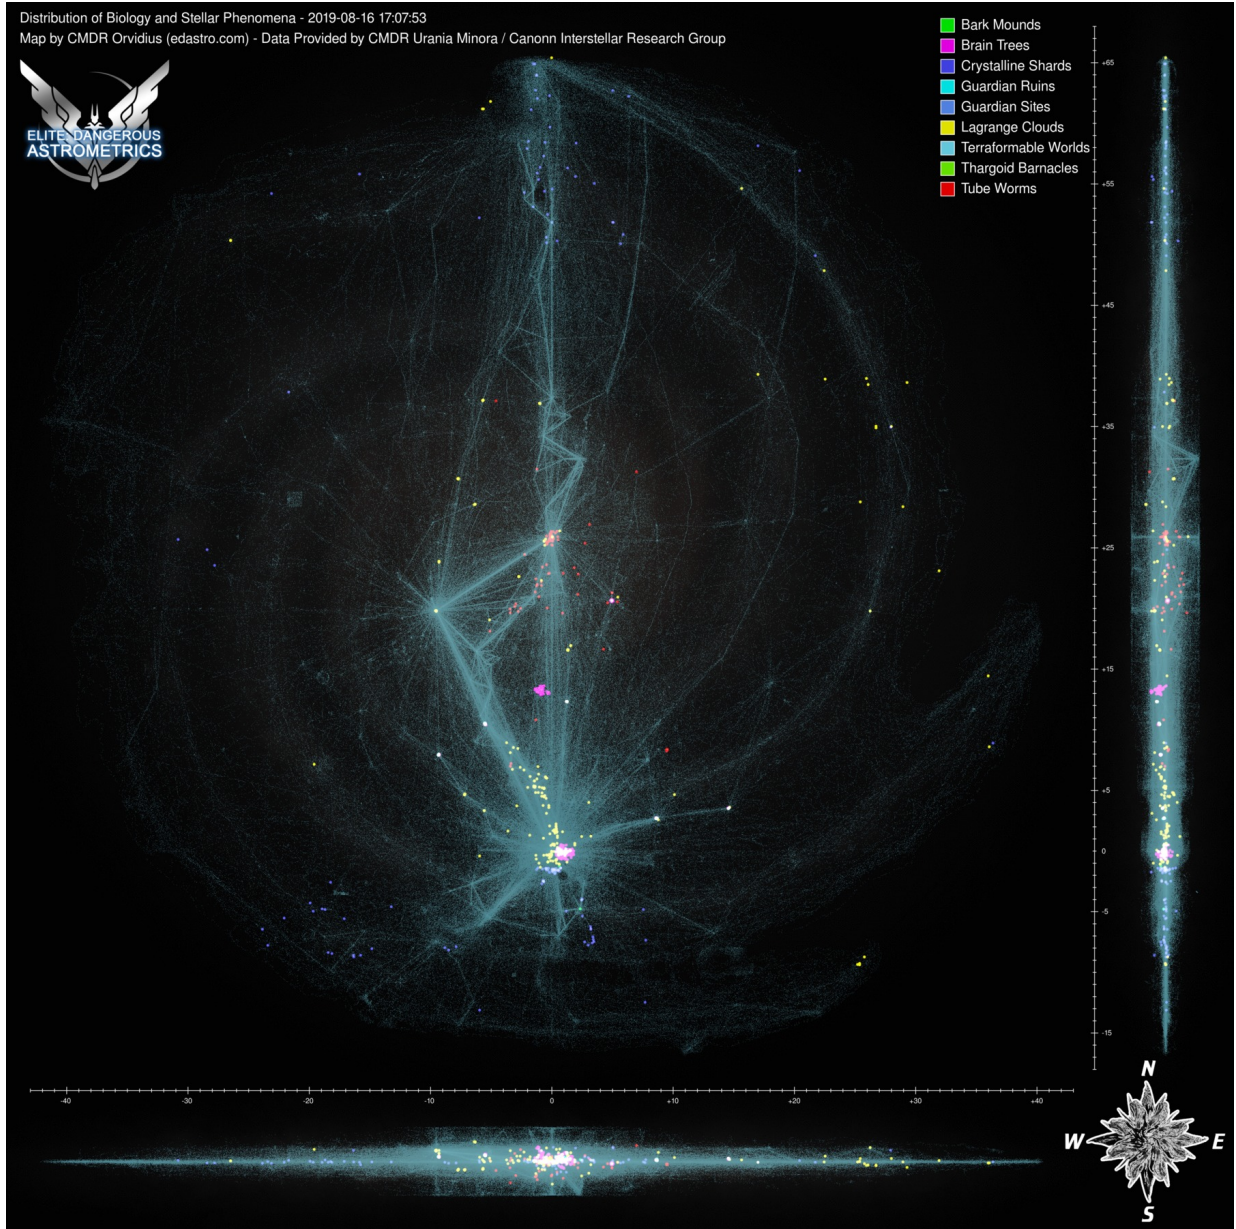 Distribution of Biology and Stellar Phenomena - 2019-08-16 17:07:53
Map by CMDR Orvidius (edastro.com) - Data Provided by CMDR Urania Minora / Canonn Interstellar Research Group
ELITE: DANGEROUS
ASTROMETRICS
Bark Mounds
Brain Trees
Crystalline Shards
Guardian Ruins
Guardian Sites
Lagrange Clouds
Terraformable Worlds
Thargoid Barnacles
Tube Worms
+65
+55
+45
+35
+25
+15
+5
0
-5
-15
-40 -30 -20 -10 0 +10 +20 +30 +40
N
W E
S